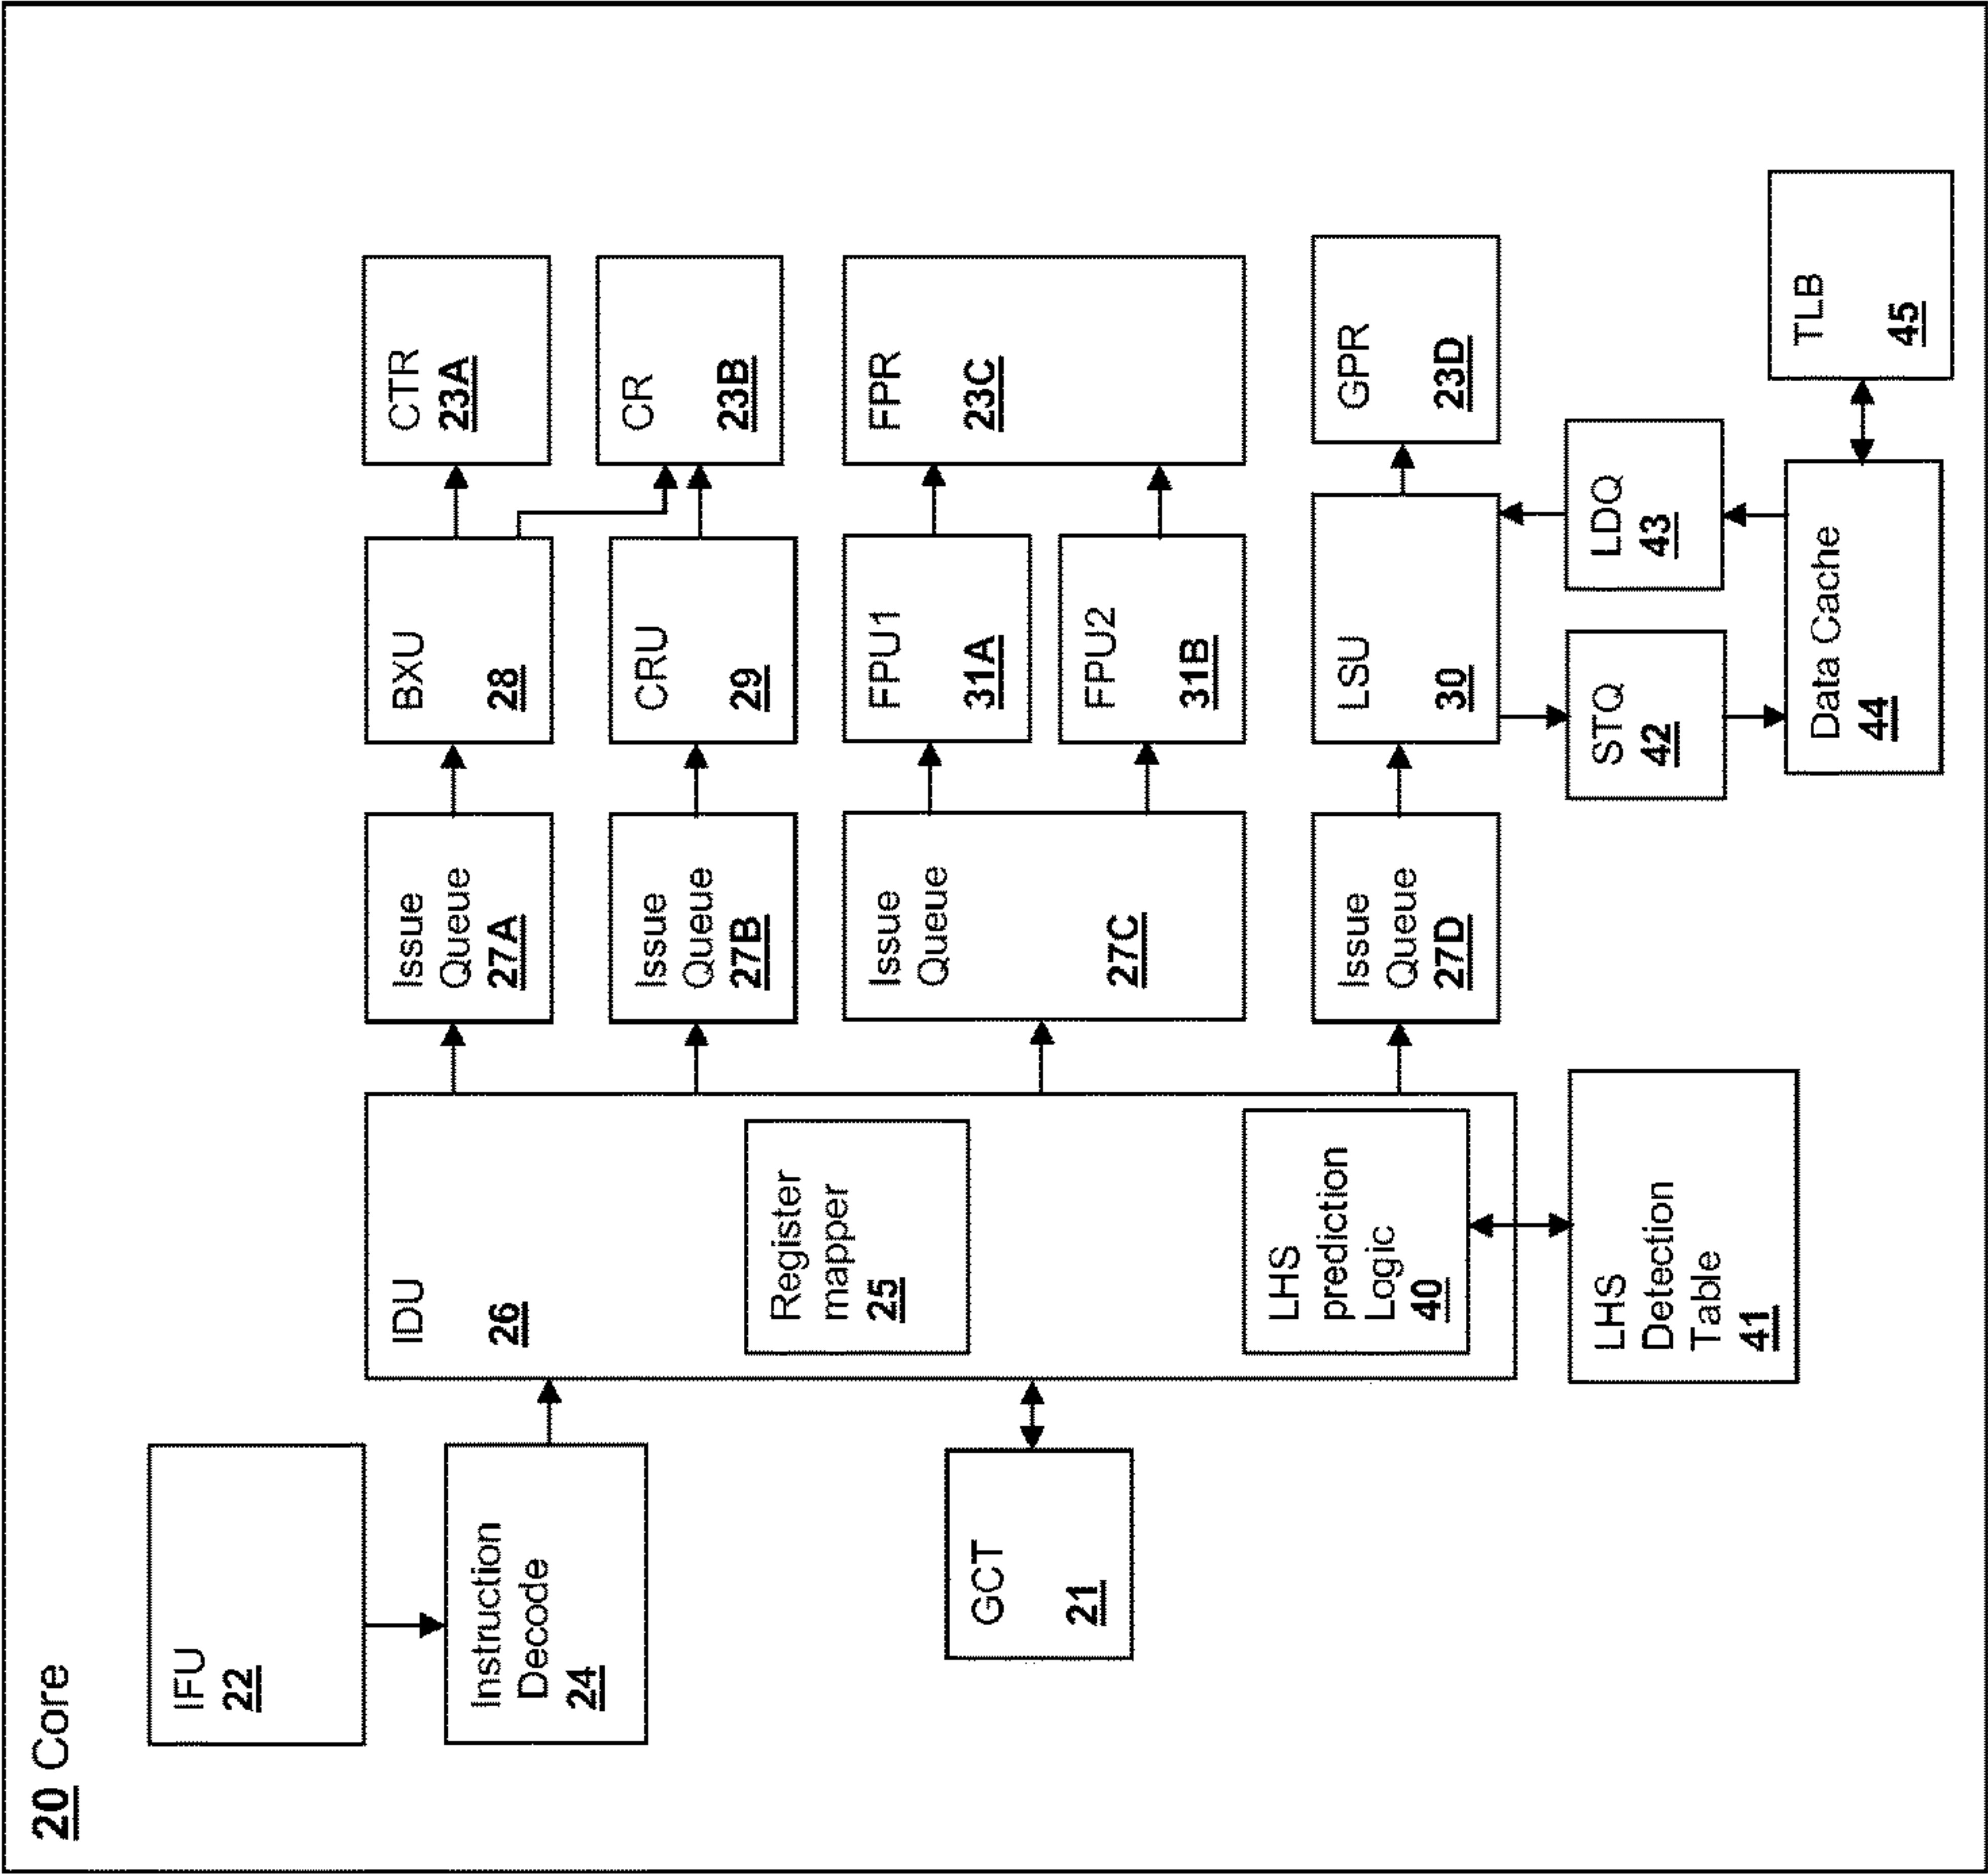 20 Core
IFU
22
Instruction
Decode
24
GCT
21
IDU
26
Register
mapper
25
LHS
prediction
Logic
40
LHS
Detection
Table
41
Issue
Queue
27A
Issue
Queue
27B
Issue
Queue
27C
Issue
Queue
27D
BXU
28
CRU
29
FPU1
31A
FPU2
31B
LSU
30
STQ
42
LDQ
43
Data Cache
44
CTR
23A
CR
23B
FPR
23C
GPR
23D
TLB
45